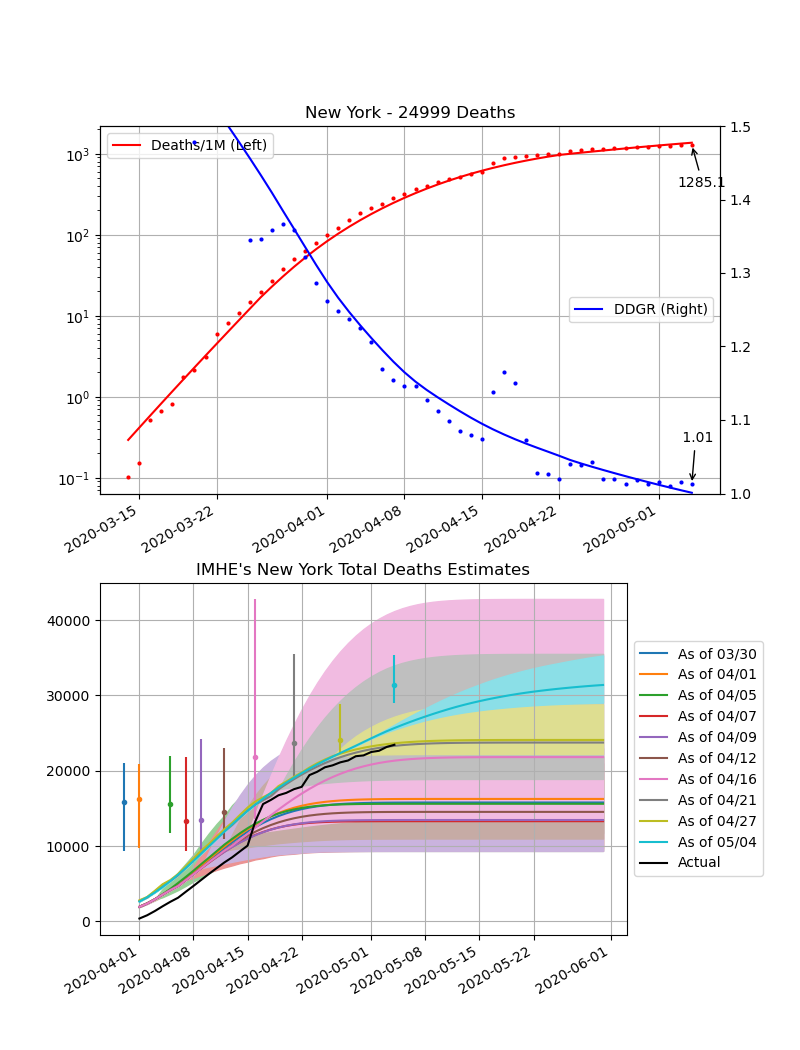 New York - 24999 Deaths
Deaths/1M (Left)
DDGR (Right)
1285.1
1.01
10³
10²
10¹
10⁰
10⁻¹
1.5
1.4
1.3
1.2
1.1
1.0
2020-03-15
2020-03-22
2020-04-01
2020-04-08
2020-04-15
2020-04-22
2020-05-01
IMHE's New York Total Deaths Estimates
40000
30000
20000
10000
0
2020-04-01
2020-04-08
2020-04-15
2020-04-22
2020-05-01
2020-05-08
2020-05-15
2020-05-22
2020-06-01
As of 03/30
As of 04/01
As of 04/05
As of 04/07
As of 04/09
As of 04/12
As of 04/16
As of 04/21
As of 04/27
As of 05/04
Actual